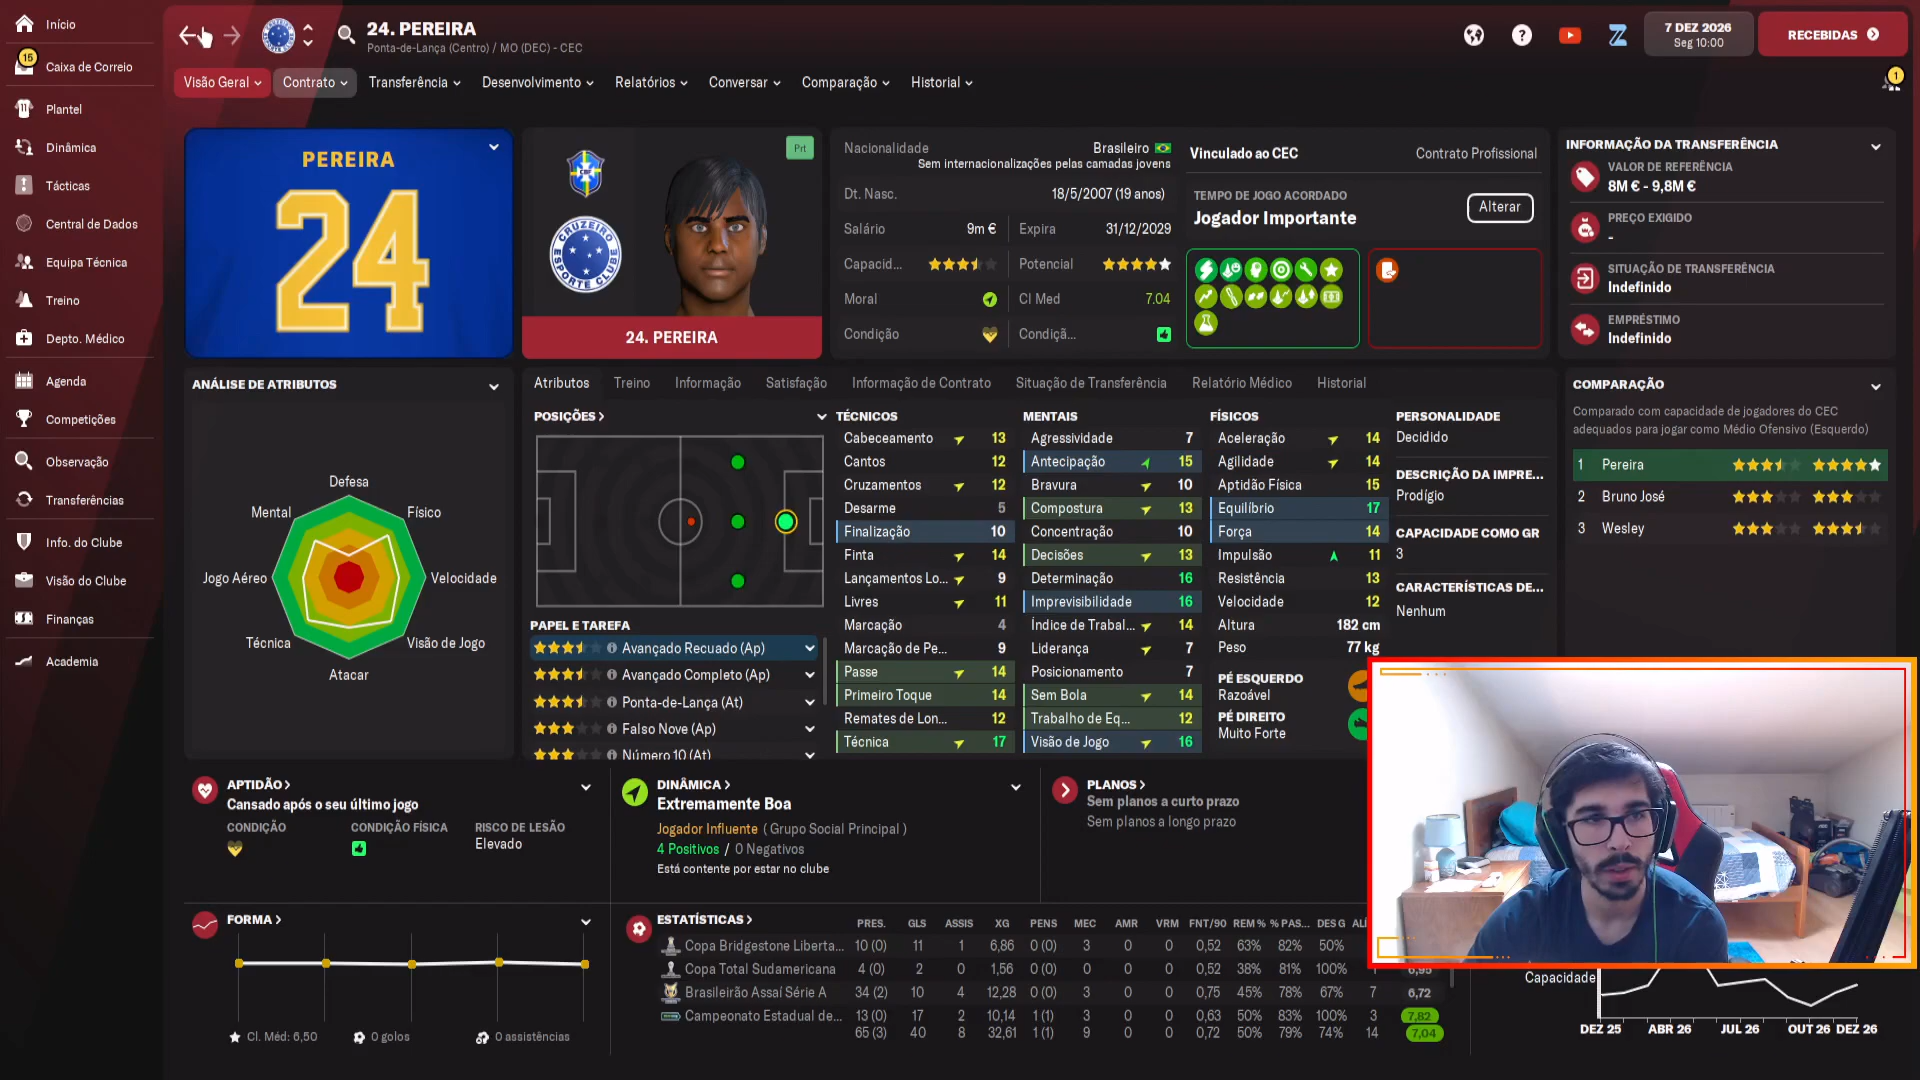 Início
24. PEREIRA
Ponta-de-Lança (Centro) / MO (DEC) - CEC
7 DEZ 2026
Seg 10:00
RECEBIDAS
15
Caixa de Correio
Visão Geral
Contrato
Transferência
Desenvolvimento
Relatórios
Conversar
Comparação
Historial
1
Plantel
Dinâmica
Tácticas
Central de Dados
Equipa Técnica
Treino
Depto. Médico
Agenda
Competições
Observação
Transferências
Info. do Clube
Visão do Clube
Finanças
Academia
PEREIRA
24
CBF
CRUZEIRO
ESPORTE CLUBE
Prt
24. PEREIRA
Nacionalidade Brasileiro
Sem internacionalizações pelas camadas jovens
Dt. Nasc. 18/5/2007 (19 anos)
Salário 9m € Expira 31/12/2029
Capacid... Potencial
Moral Cl Med 7.04
Condição Condiçã...
Vinculado ao CEC Contrato Profissional
TEMPO DE JOGO ACORDADO
Jogador Importante
Alterar
INFORMAÇÃO DA TRANSFERÊNCIA
VALOR DE REFERÊNCIA
8M € - 9,8M €
PREÇO EXIGIDO
-
SITUAÇÃO DE TRANSFERÊNCIA
Indefinido
EMPRÉSTIMO
Indefinido
ANÁLISE DE ATRIBUTOS
Defesa
Mental Físico
Jogo Aéreo Velocidade
Técnica Visão de Jogo
Atacar
Atributos Treino Informação Satisfação Informação de Contrato Situação de Transferência Relatório Médico Historial
POSIÇÕES >
PAPEL E TAREFA
Avançado Recuado (Ap)
Avançado Completo (Ap)
Ponta-de-Lança (At)
Falso Nove (Ap)
Número 10 (At)
TÉCNICOS
Cabeceamento 13
Cantos 12
Cruzamentos 12
Desarme 5
Finalização 10
Finta 14
Lançamentos Lo... 9
Livres 11
Marcação 4
Marcação de Pe... 9
Passe 14
Primeiro Toque 14
Remates de Lon... 12
Técnica 17
MENTAIS
Agressividade 7
Antecipação 15
Bravura 10
Compostura 13
Concentração 10
Decisões 13
Determinação 16
Imprevisibilidade 16
Índice de Trabal... 14
Liderança 7
Posicionamento 7
Sem Bola 14
Trabalho de Eq... 12
Visão de Jogo 16
FÍSICOS
Aceleração 14
Agilidade 14
Aptidão Física 15
Equilíbrio 17
Força 14
Impulsão 11
Resistência 13
Velocidade 12
Altura 182 cm
Peso 77 kg
PÉ ESQUERDO
Razoável
PÉ DIREITO
Muito Forte
PERSONALIDADE
Decidido
DESCRIÇÃO DA IMPRE...
Prodígio
CAPACIDADE COMO GR
3
CARACTERÍSTICAS DE...
Nenhum
COMPARAÇÃO
Comparado com capacidade de jogadores do CEC
adequados para jogar como Médio Ofensivo (Esquerdo)
1 Pereira
2 Bruno José
3 Wesley
APTIDÃO >
Cansado após o seu último jogo
CONDIÇÃO CONDIÇÃO FÍSICA RISCO DE LESÃO
Elevado
DINÂMICA >
Extremamente Boa
Jogador Influente ( Grupo Social Principal )
4 Positivos / 0 Negativos
Está contente por estar no clube
PLANOS >
Sem planos a curto prazo
Sem planos a longo prazo
FORMA >
Cl. Méd: 6,50 0 golos 0 assistências
ESTATÍSTICAS > PRES. GLS ASSIS XG PENS MEC AMR VRM FNT/90 REM % % PAS... DES G
Copa Bridgestone Liberta... 10 (0) 11 1 6,86 0 (0) 3 0 0 0,52 63% 82% 50%
Copa Total Sudamericana 4 (0) 2 0 1,56 0 (0) 0 0 0 0,52 38% 81% 100% 1 6,95
Brasileirão Assaí Série A 34 (2) 10 4 12,28 0 (0) 3 0 0 0,75 45% 78% 67% 7 6,72
Campeonato Estadual de... 13 (0) 17 2 10,14 1 (1) 3 0 0 0,63 50% 83% 100% 3 7,82
65 (3) 40 8 32,61 1 (1) 9 0 0 0,72 50% 79% 74% 14 7,04
Capacidade
DEZ 25 ABR 26 JUL 26 OUT 26 DEZ 26